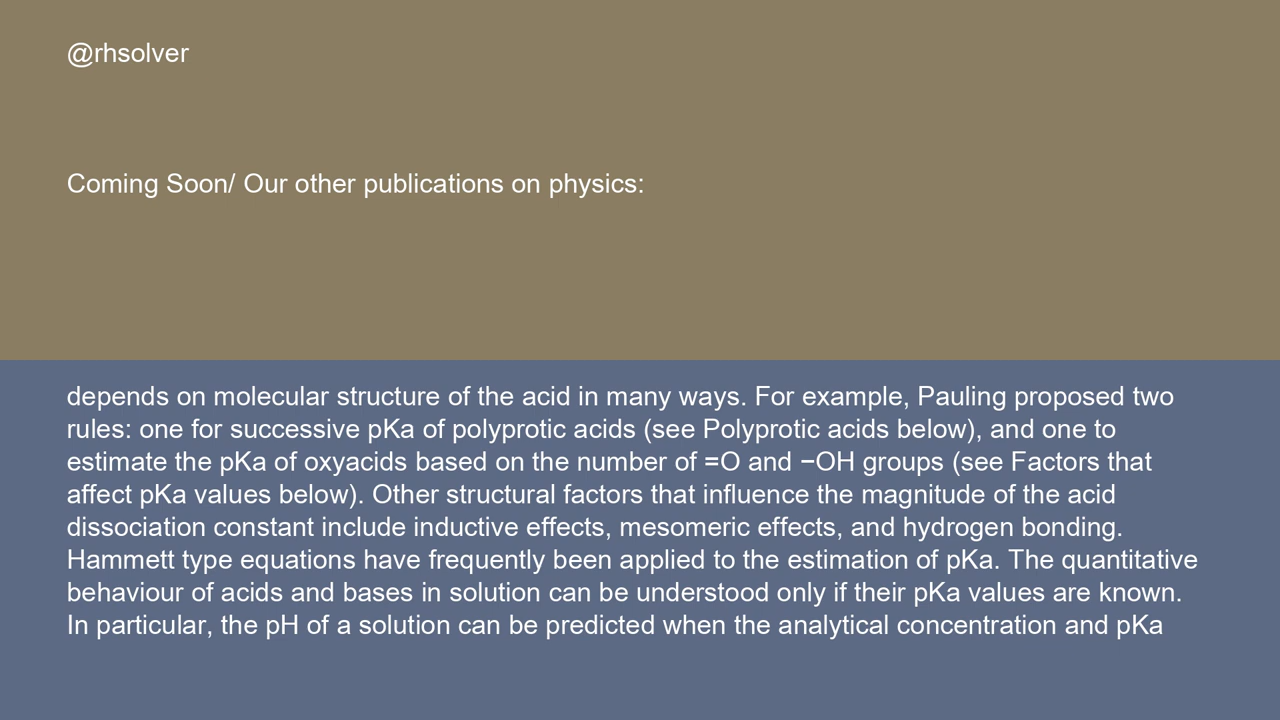 @rhsolver
Coming Soon/ Our other publications on physics:
depends on molecular structure of the acid in many ways. For example, Pauling proposed two
rules: one for successive pKa of polyprotic acids (see Polyprotic acids below), and one to
estimate the pKa of oxyacids based on the number of =O and −OH groups (see Factors that
affect pKa values below). Other structural factors that influence the magnitude of the acid
dissociation constant include inductive effects, mesomeric effects, and hydrogen bonding.
Hammett type equations have frequently been applied to the estimation of pKa. The quantitative
behaviour of acids and bases in solution can be understood only if their pKa values are known.
In particular, the pH of a solution can be predicted when the analytical concentration and pKa